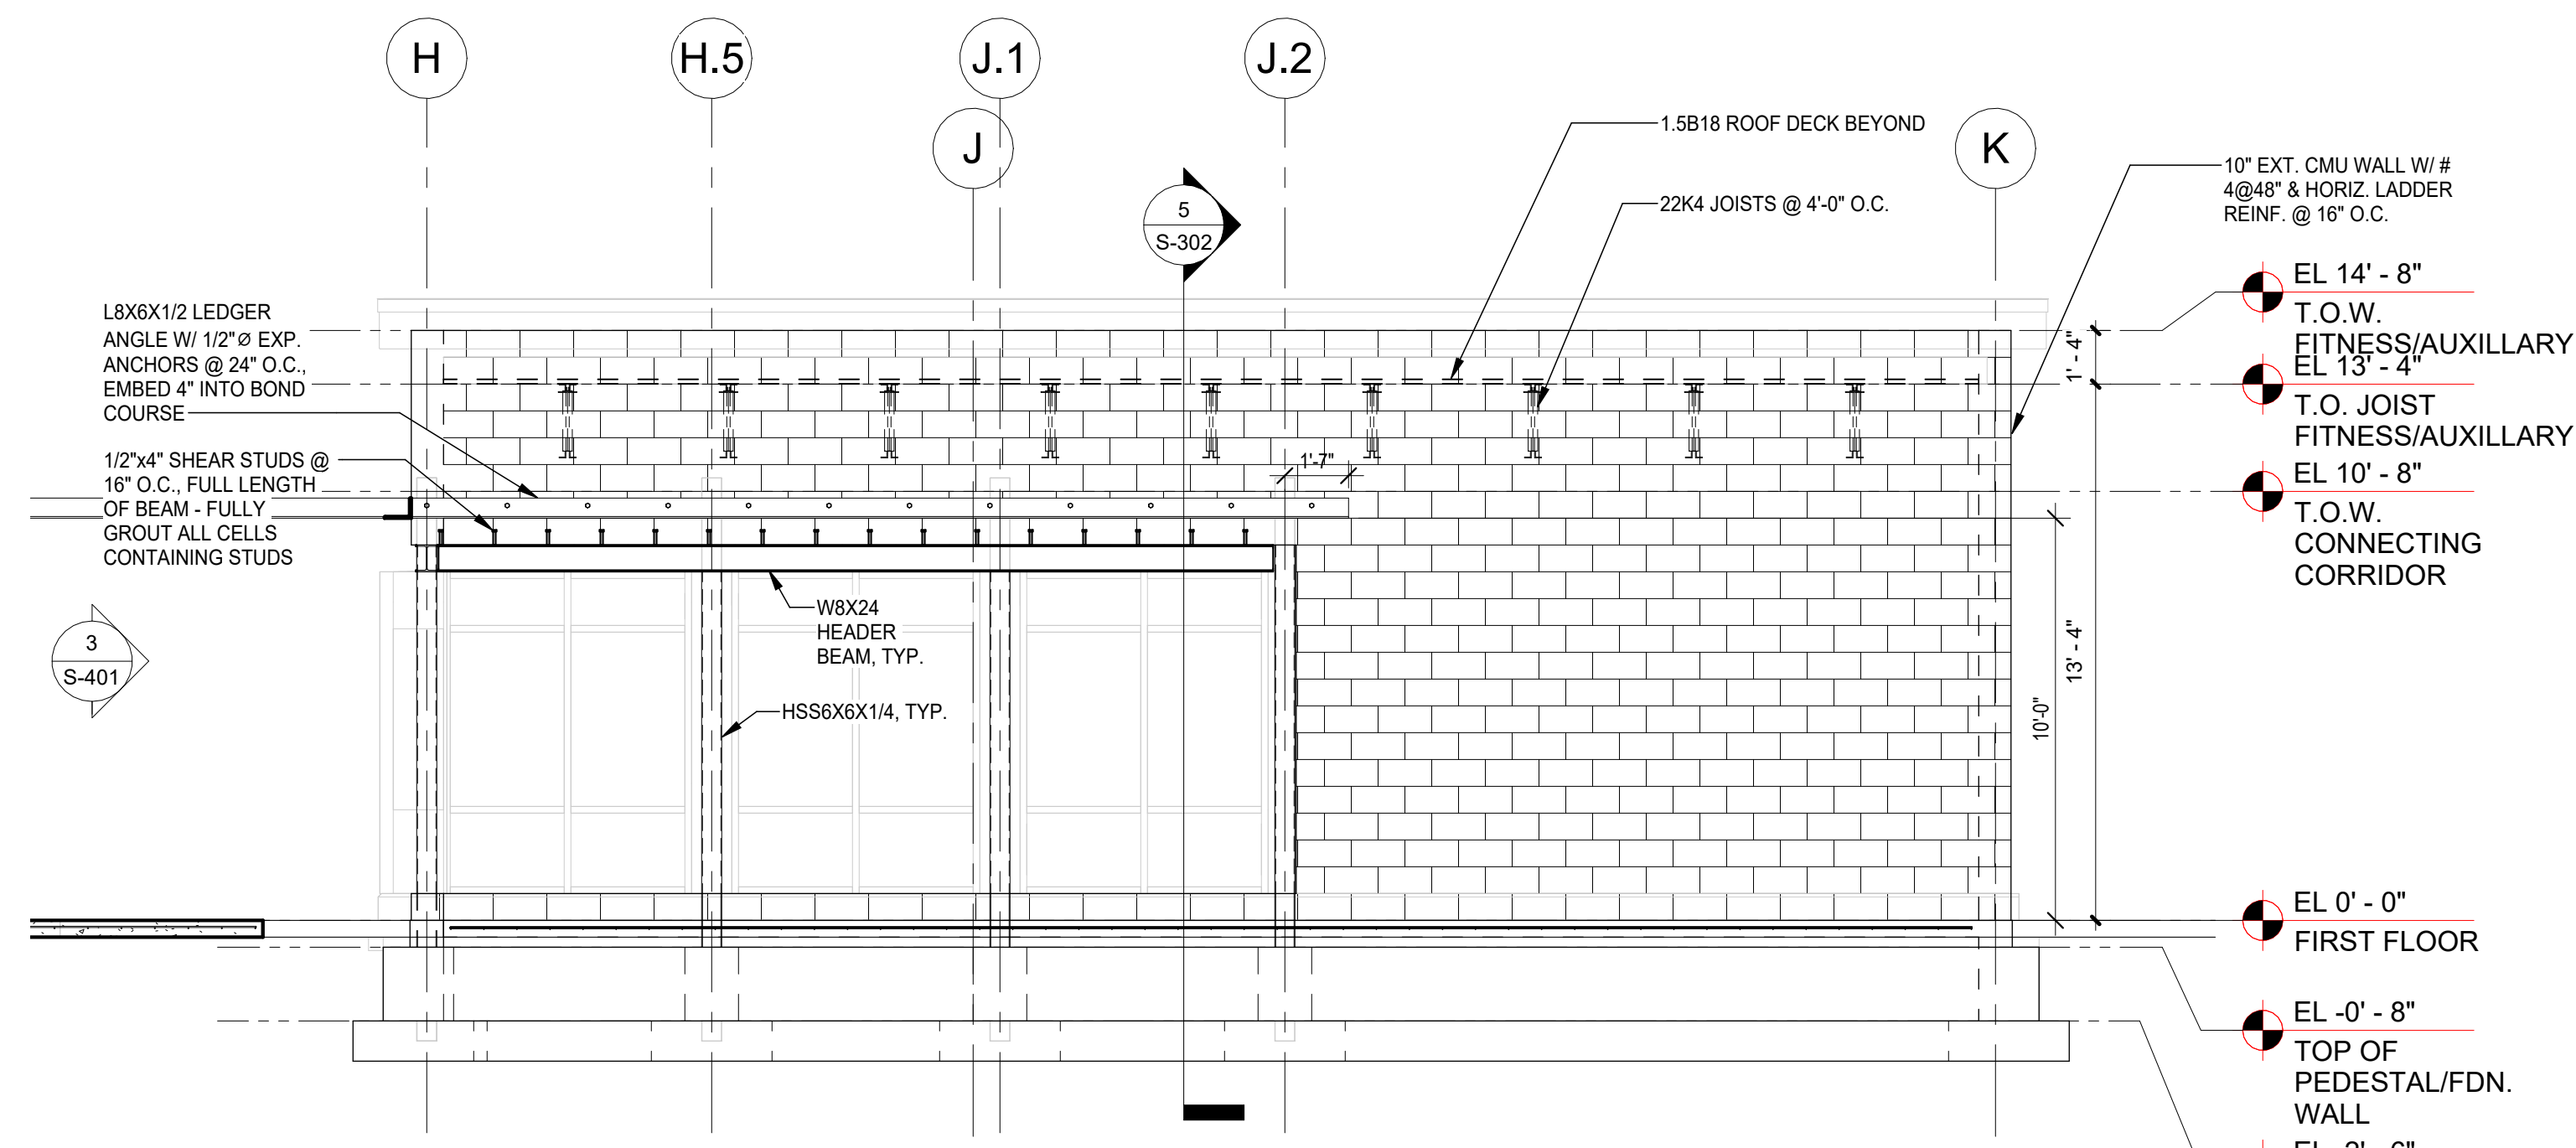 H
H.5
J.1
J.2
J
K
1.5B18 ROOF DECK BEYOND
22K4 JOISTS @ 4'-0" O.C.
10" EXT. CMU WALL W/ #
4@48" & HORIZ. LADDER
REINF. @ 16" O.C.
5
S-302
L8X6X1/2 LEDGER
ANGLE W/ 1/2"Ø EXP.
ANCHORS @ 24" O.C.,
EMBED 4" INTO BOND
COURSE
1/2"x4" SHEAR STUDS @
16" O.C., FULL LENGTH
OF BEAM - FULLY
GROUT ALL CELLS
CONTAINING STUDS
3
S-401
1'-7"
W8X24
HEADER
BEAM, TYP.
HSS6X6X1/4, TYP.
1' - 4"
13' - 4"
10'-0"
EL 14' - 8"
T.O.W.
FITNESS/AUXILLARY
EL 13' - 4"
T.O. JOIST
FITNESS/AUXILLARY
EL 10' - 8"
T.O.W.
CONNECTING
CORRIDOR
EL 0' - 0"
FIRST FLOOR
EL -0' - 8"
TOP OF
PEDESTAL/FDN.
WALL